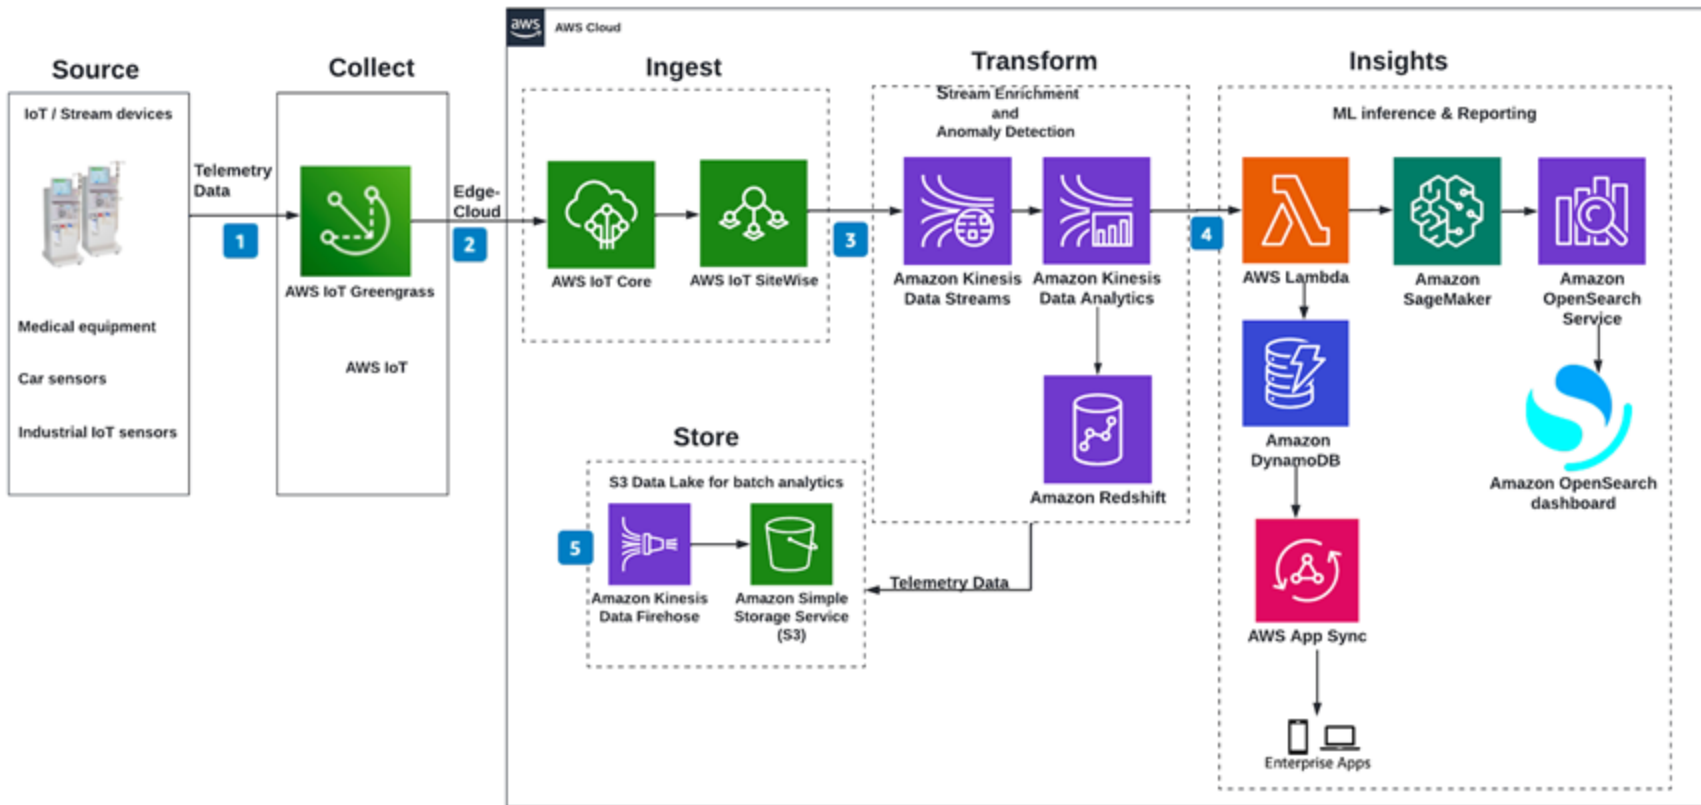 aws
AWS Cloud
Source
IoT / Stream devices
Medical equipment
Car sensors
Industrial IoT sensors
Telemetry
Data
1
Collect
AWS IoT Greengrass
AWS IoT
Edge-
Cloud
2
Ingest
AWS IoT Core
AWS IoT SiteWise
3
Transform
Stream Enrichment
and
Anomaly Detection
Amazon Kinesis
Data Streams
Amazon Kinesis
Data Analytics
Amazon Redshift
4
Insights
ML inference & Reporting
AWS Lambda
Amazon
SageMaker
Amazon
OpenSearch
Service
Amazon
DynamoDB
Amazon OpenSearch
dashboard
AWS App Sync
Enterprise Apps
Store
S3 Data Lake for batch analytics
5
Amazon Kinesis
Data Firehose
Amazon Simple
Storage Service
(S3)
Telemetry Data